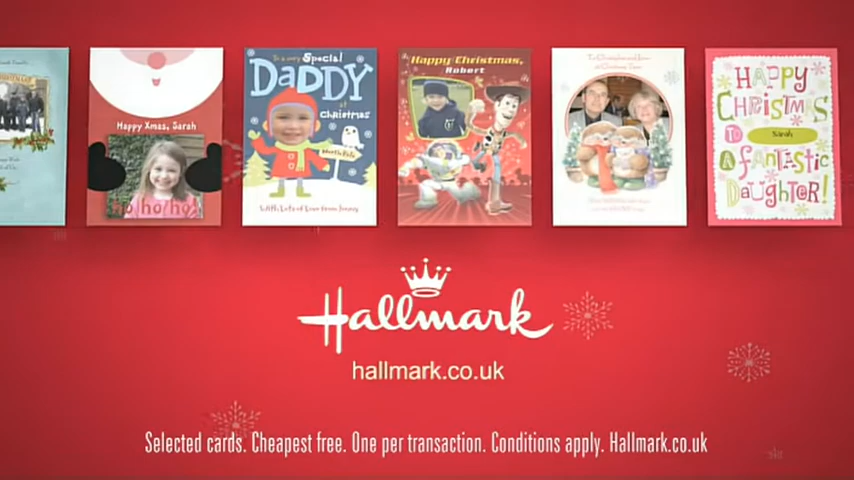 Happy Xmas, Sarah
Ho ho ho!
To a very Special
DaDDY
at
Christmas
North Pole
Lots of Love from Jenny
Happy Christmas,
Robert
HAPPY
CHRiSTMAS
TO
Sarah
A fANTASTiC
DauGHTER!
Hallmark
hallmark.co.uk
Selected cards. Cheapest free. One per transaction. Conditions apply. Hallmark.co.uk